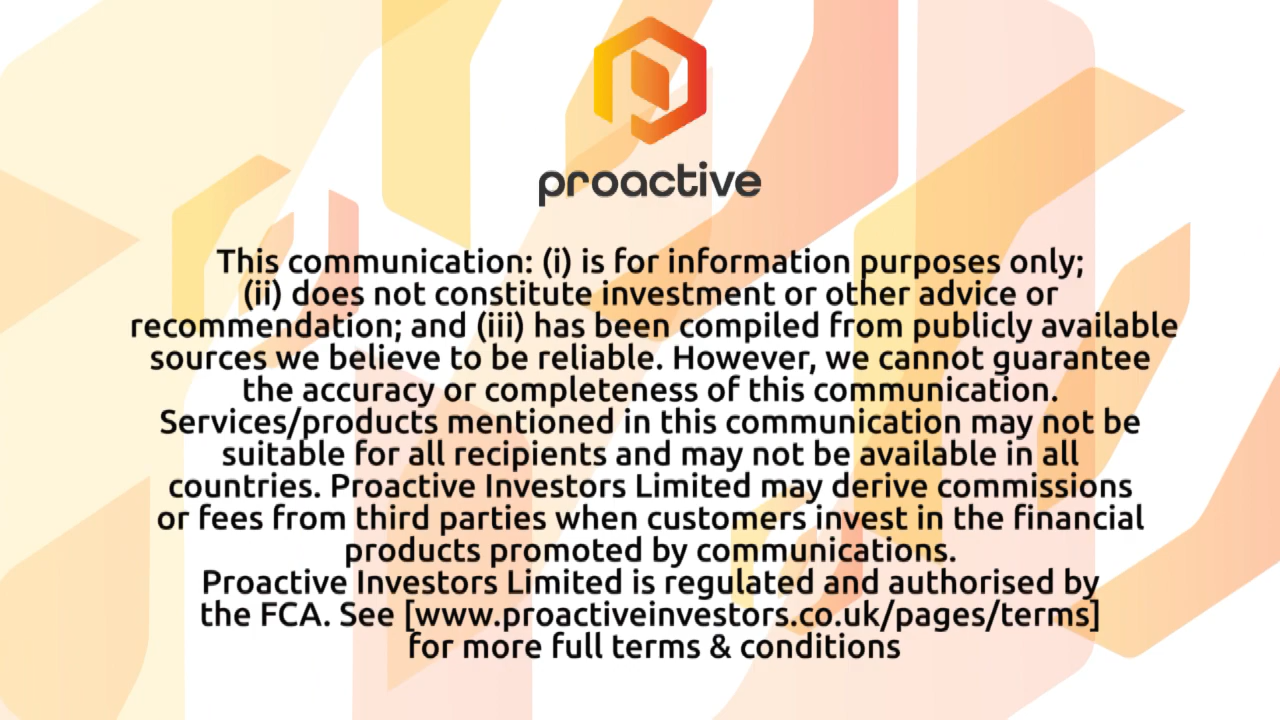 proactive
This communication: (i) is for information purposes only;
(ii) does not constitute investment or other advice or
recommendation; and (iii) has been compiled from publicly available
sources we believe to be reliable. However, we cannot guarantee
the accuracy or completeness of this communication.
Services/products mentioned in this communication may not be
suitable for all recipients and may not be available in all
countries. Proactive Investors Limited may derive commissions
or fees from third parties when customers invest in the financial
products promoted by communications.
Proactive Investors Limited is regulated and authorised by
the FCA. See [www.proactiveinvestors.co.uk/pages/terms]
for more full terms & conditions